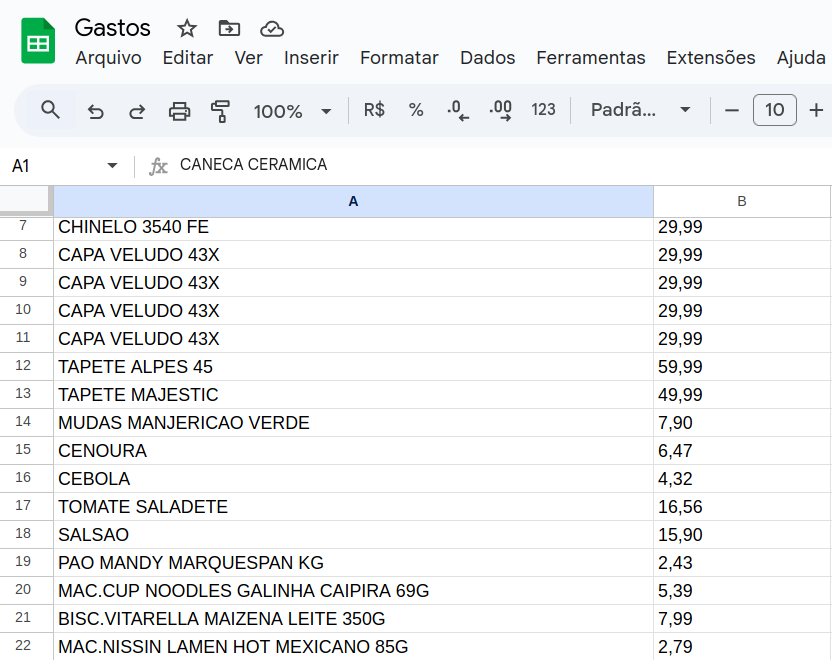 Gastos
Arquivo Editar Ver Inserir Formatar Dados Ferramentas Extensões Ajuda
100% R$ % .0 .00 123 Padrã... 10
A1 fx CANECA CERAMICA
A B
7 CHINELO 3540 FE 29,99
8 CAPA VELUDO 43X 29,99
9 CAPA VELUDO 43X 29,99
10 CAPA VELUDO 43X 29,99
11 CAPA VELUDO 43X 29,99
12 TAPETE ALPES 45 59,99
13 TAPETE MAJESTIC 49,99
14 MUDAS MANJERICAO VERDE 7,90
15 CENOURA 6,47
16 CEBOLA 4,32
17 TOMATE SALADETE 16,56
18 SALSAO 15,90
19 PAO MANDY MARQUESPAN KG 2,43
20 MAC.CUP NOODLES GALINHA CAIPIRA 69G 5,39
21 BISC.VITARELLA MAIZENA LEITE 350G 7,99
22 MAC.NISSIN LAMEN HOT MEXICANO 85G 2,79